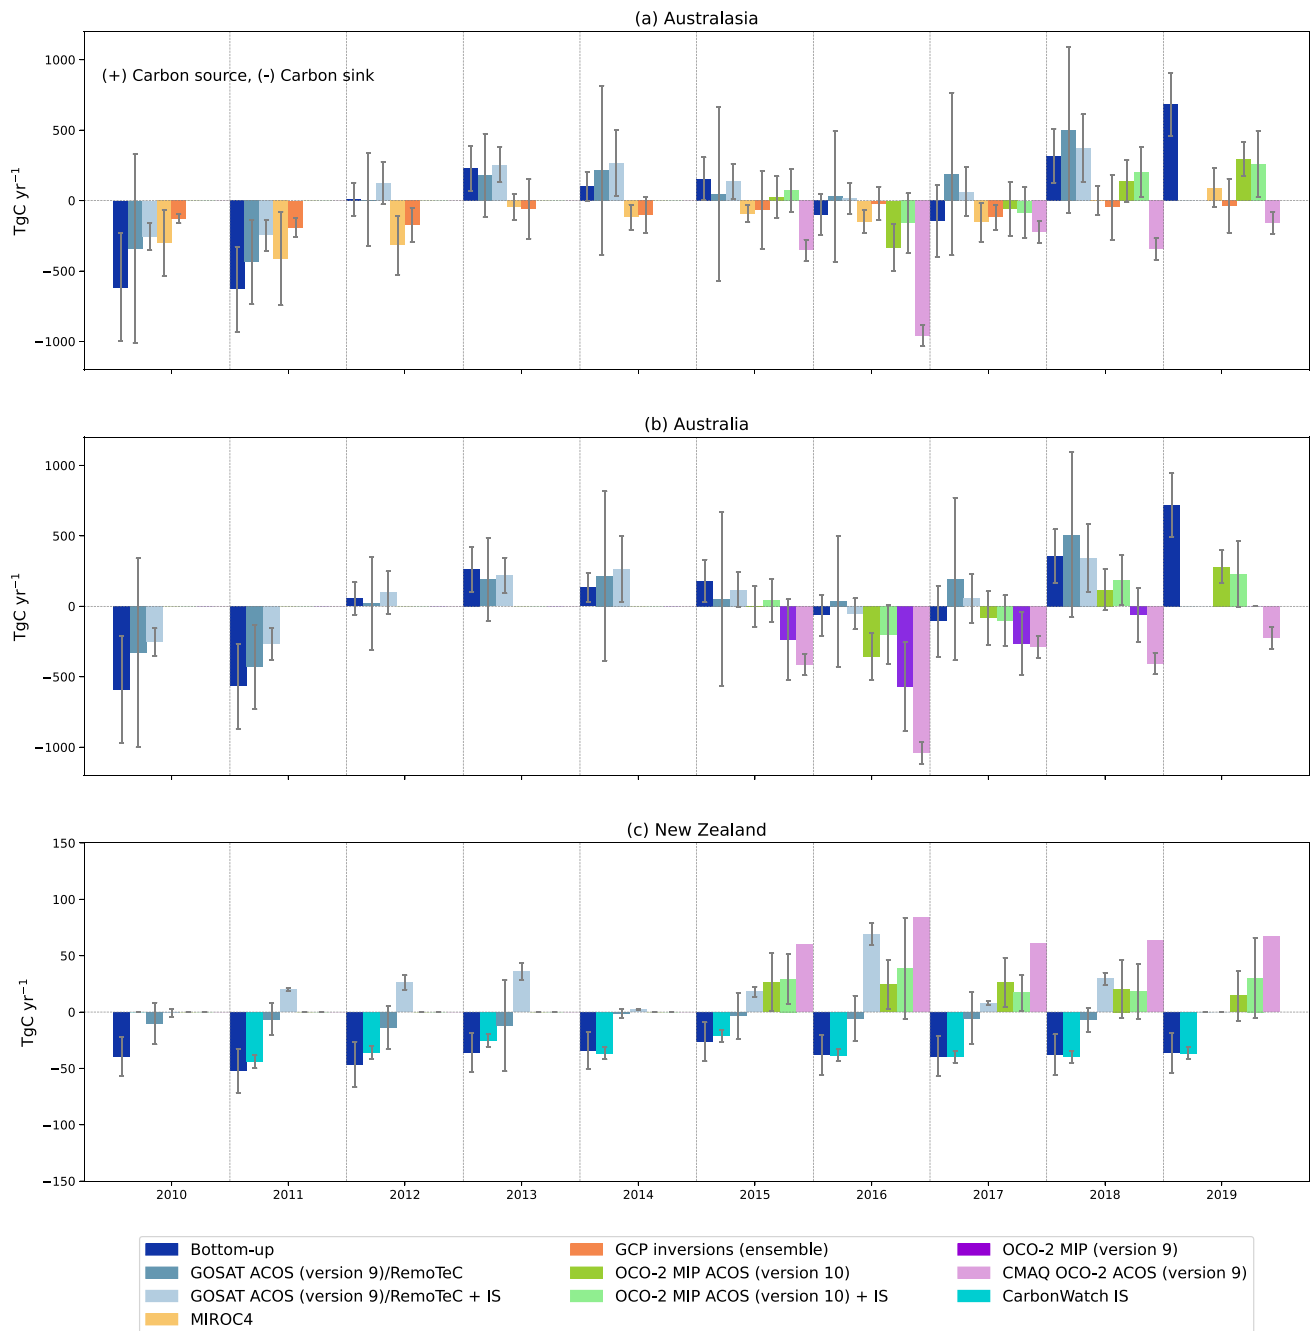 (a) Australasia
(+) Carbon source, (-) Carbon sink
TgC yr⁻¹
1000
500
0
−500
−1000
(b) Australia
TgC yr⁻¹
1000
500
0
−500
−1000
(c) New Zealand
TgC yr⁻¹
150
100
50
0
−50
−100
−150
2010 2011 2012 2013 2014 2015 2016 2017 2018 2019
Bottom-up
GOSAT ACOS (version 9)/RemoTeC
GOSAT ACOS (version 9)/RemoTeC + IS
MIROC4
GCP inversions (ensemble)
OCO-2 MIP ACOS (version 10)
OCO-2 MIP ACOS (version 10) + IS
OCO-2 MIP (version 9)
CMAQ OCO-2 ACOS (version 9)
CarbonWatch IS